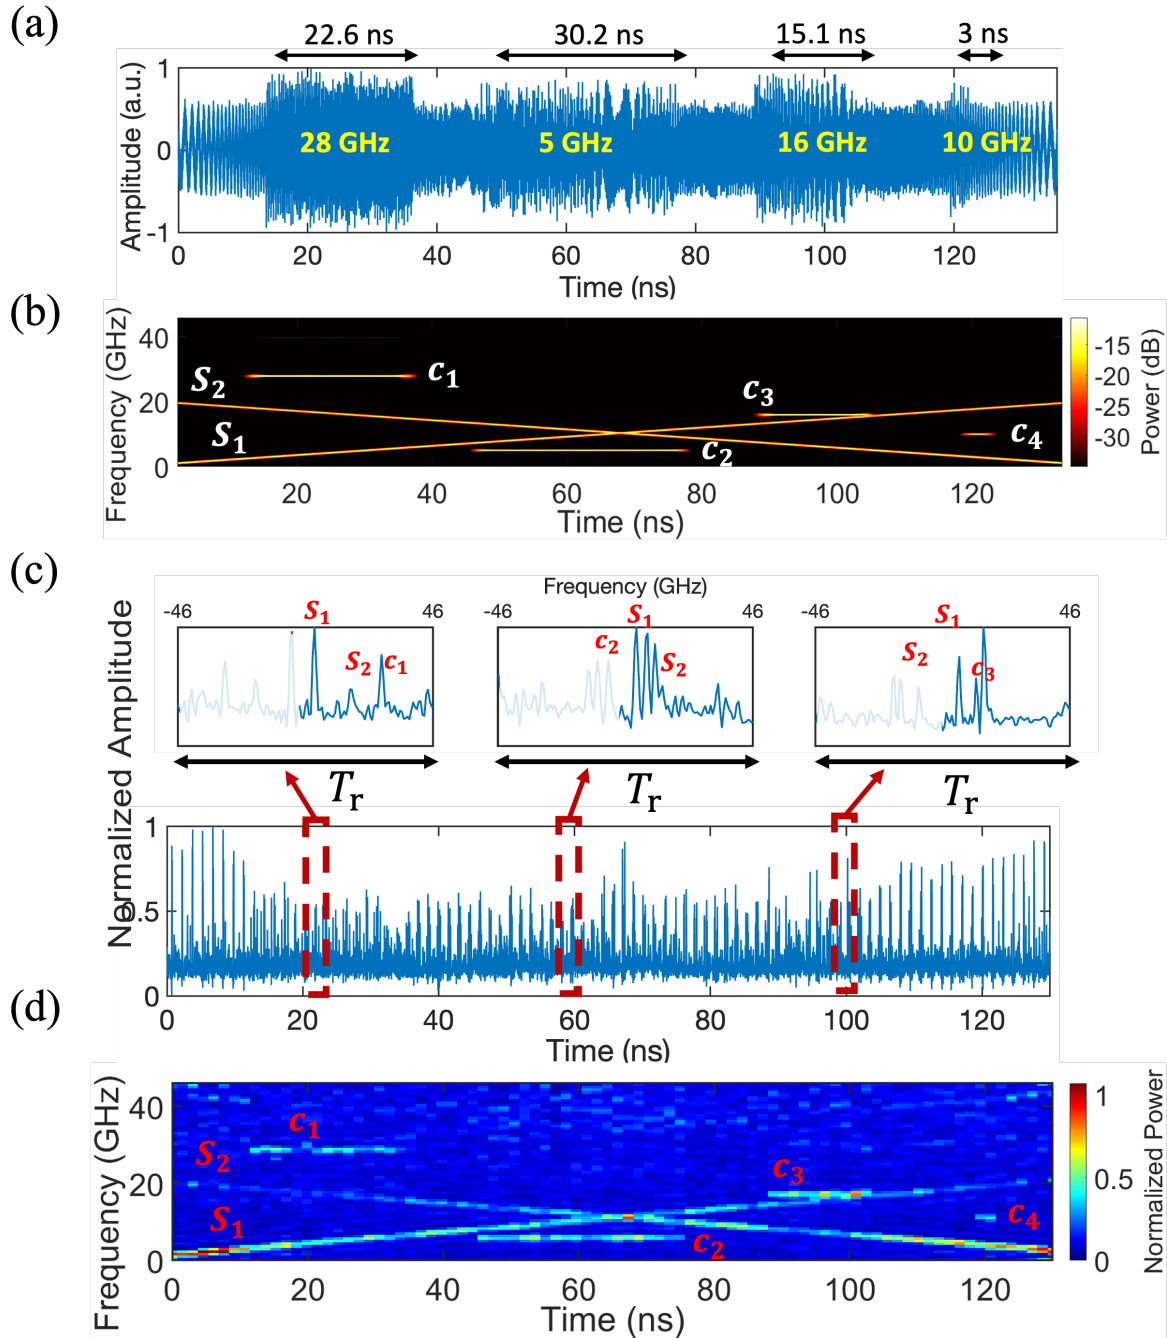 (a)
22.6 ns
30.2 ns
15.1 ns
3 ns
Amplitude (a.u.)
1
0
-1
28 GHz
5 GHz
16 GHz
10 GHz
0 20 40 60 80 100 120
Time (ns)
(b)
Frequency (GHz)
40
20
0
S2
S1
c1
c2
c3
c4
20 40 60 80 100 120
Time (ns)
-15
-20
-25
-30
Power (dB)
(c)
Frequency (GHz)
-46 46 -46 46 -46 46
S1
S2 c1
S1
c2
S2
S1
S2
c3
Tr Tr Tr
Normalized Amplitude
1
0.5
0
0 20 40 60 80 100 120
Time (ns)
(d)
Frequency (GHz)
40
20
0
c1
S2
S1
c3
c4
c2
0 20 40 60 80 100 120
Time (ns)
1
0.5
0
Normalized Power